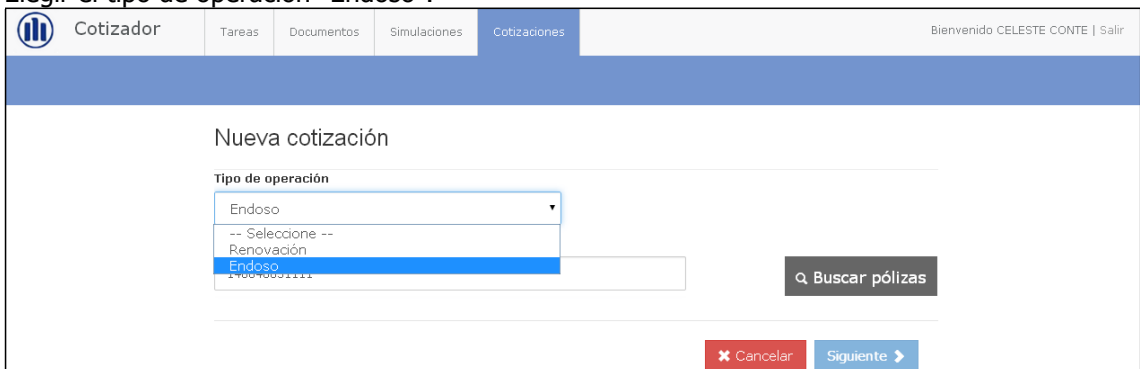 Elegir el tipo de operación "Endoso".
Cotizador
Tareas
Documentos
Simulaciones
Cotizaciones
Bienvenido CELESTE CONTE | Salir
Nueva cotización
Tipo de operación
Endoso
-- Seleccione --
Renovación
Endoso
Buscar pólizas
Cancelar
Siguiente